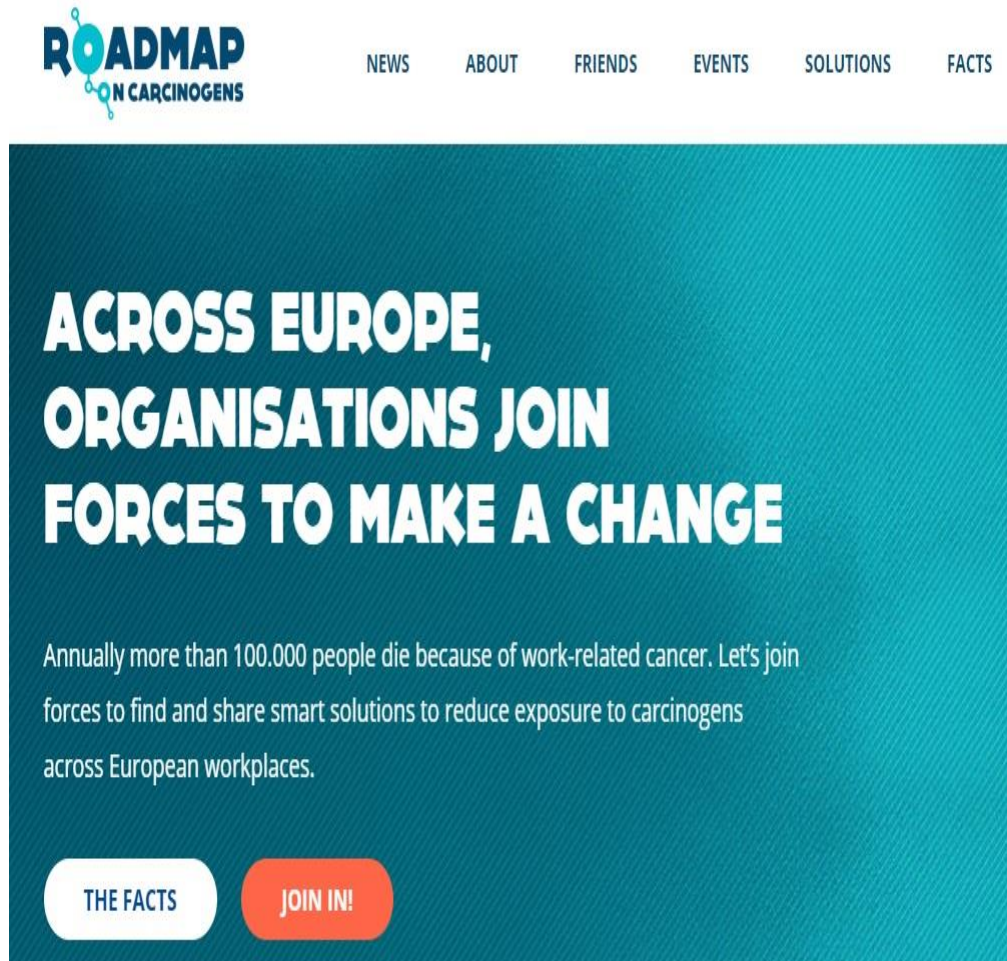 ROADMAP
ON CARCINOGENS
NEWS ABOUT FRIENDS EVENTS SOLUTIONS FACTS
ACROSS EUROPE,
ORGANISATIONS JOIN
FORCES TO MAKE A CHANGE
Annually more than 100.000 people die because of work-related cancer. Let’s join
forces to find and share smart solutions to reduce exposure to carcinogens
across European workplaces.
THE FACTS JOIN IN!